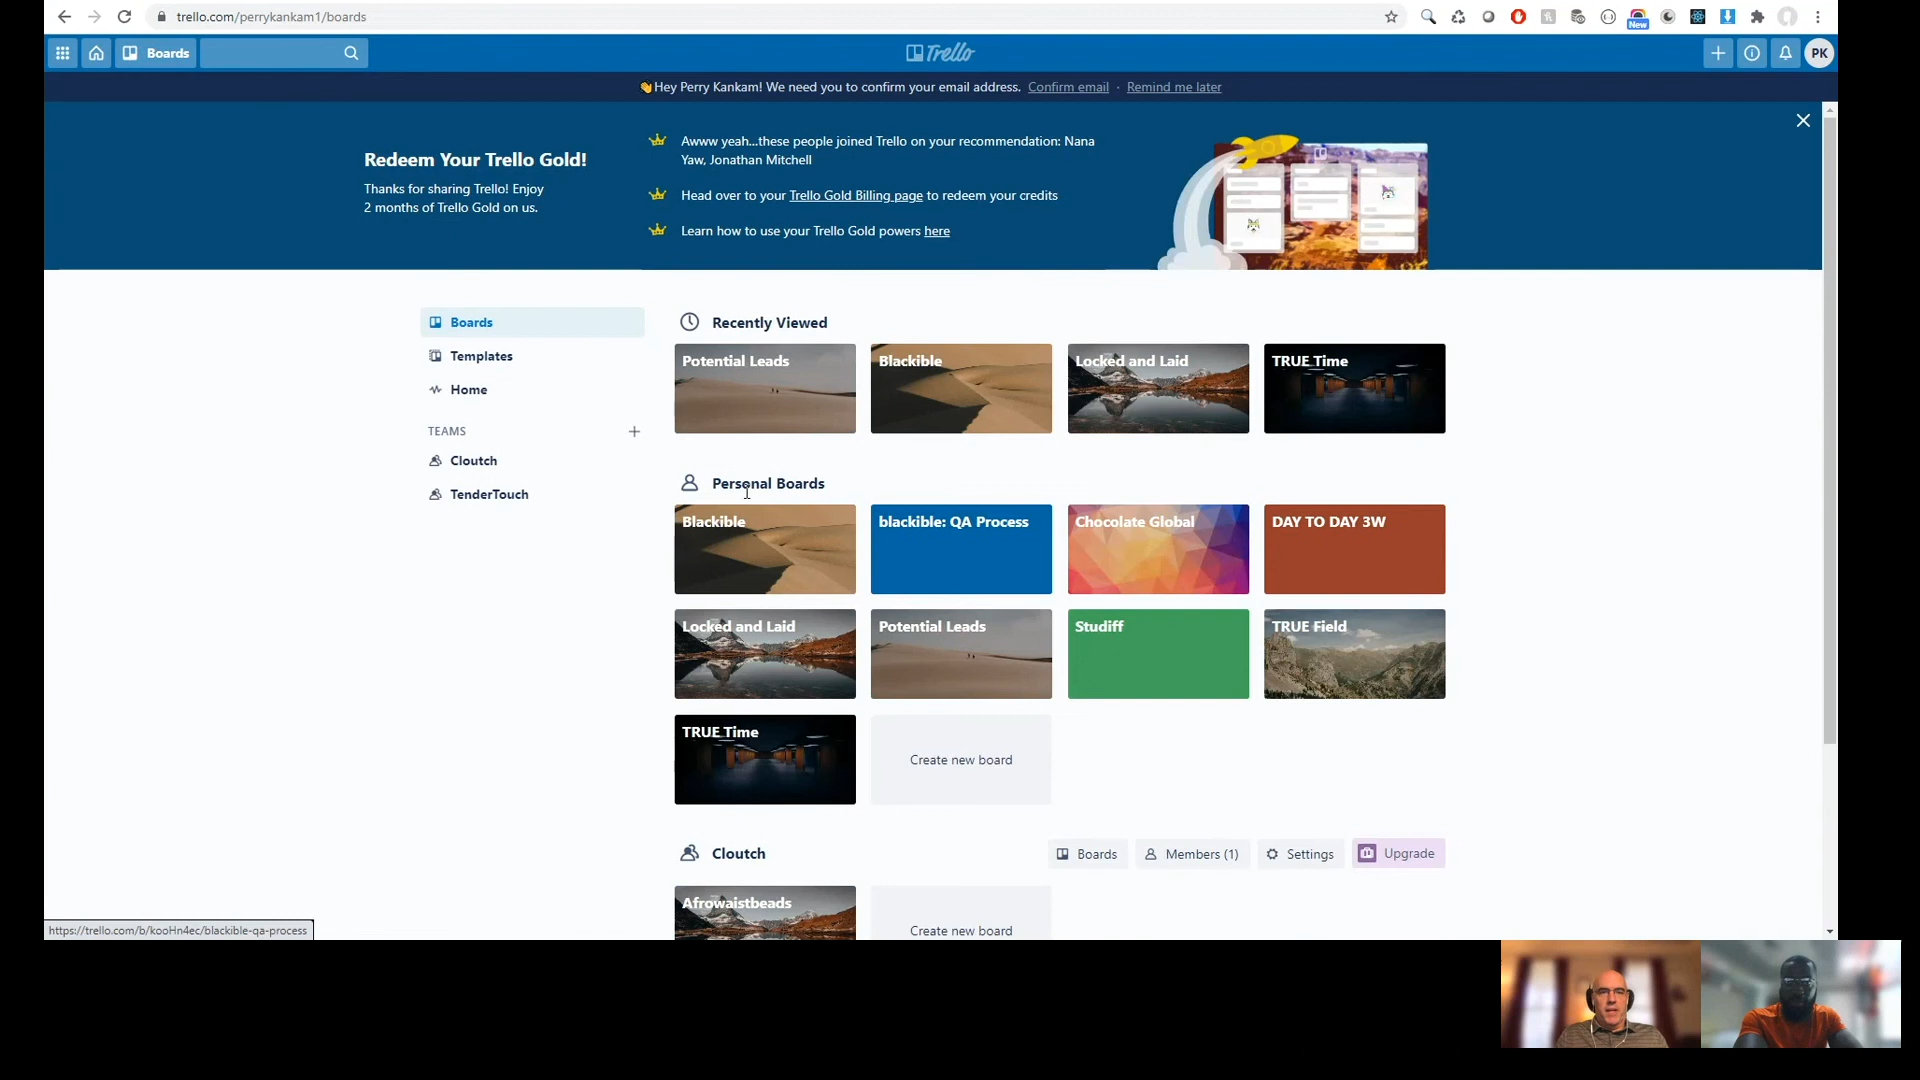 trello.com/perrykankam1/boards
New
Boards
Trello
PK
👋Hey Perry Kankam! We need you to confirm your email address. Confirm email · Remind me later
Redeem Your Trello Gold!
Thanks for sharing Trello! Enjoy
2 months of Trello Gold on us.
Awww yeah...these people joined Trello on your recommendation: Nana
Yaw, Jonathan Mitchell
Head over to your Trello Gold Billing page to redeem your credits
Learn how to use your Trello Gold powers here
Boards
Templates
Home
TEAMS
Cloutch
TenderTouch
Recently Viewed
Potential Leads
Blackible
Locked and Laid
TRUE Time
Personal Boards
Blackible
blackible: QA Process
Chocolate Global
DAY TO DAY 3W
Locked and Laid
Potential Leads
Studiff
TRUE Field
TRUE Time
Create new board
Cloutch
Boards
Members (1)
Settings
Upgrade
Afrowaistbeads
Create new board
https://trello.com/b/kooHn4ec/blackible-qa-process